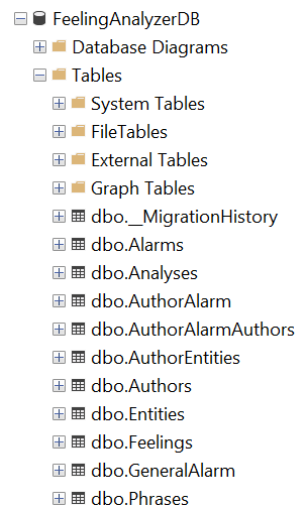 FeelingAnalyzerDB
Database Diagrams
Tables
System Tables
FileTables
External Tables
Graph Tables
dbo.__MigrationHistory
dbo.Alarms
dbo.Analyses
dbo.AuthorAlarm
dbo.AuthorAlarmAuthors
dbo.AuthorEntities
dbo.Authors
dbo.Entities
dbo.Feelings
dbo.GeneralAlarm
dbo.Phrases